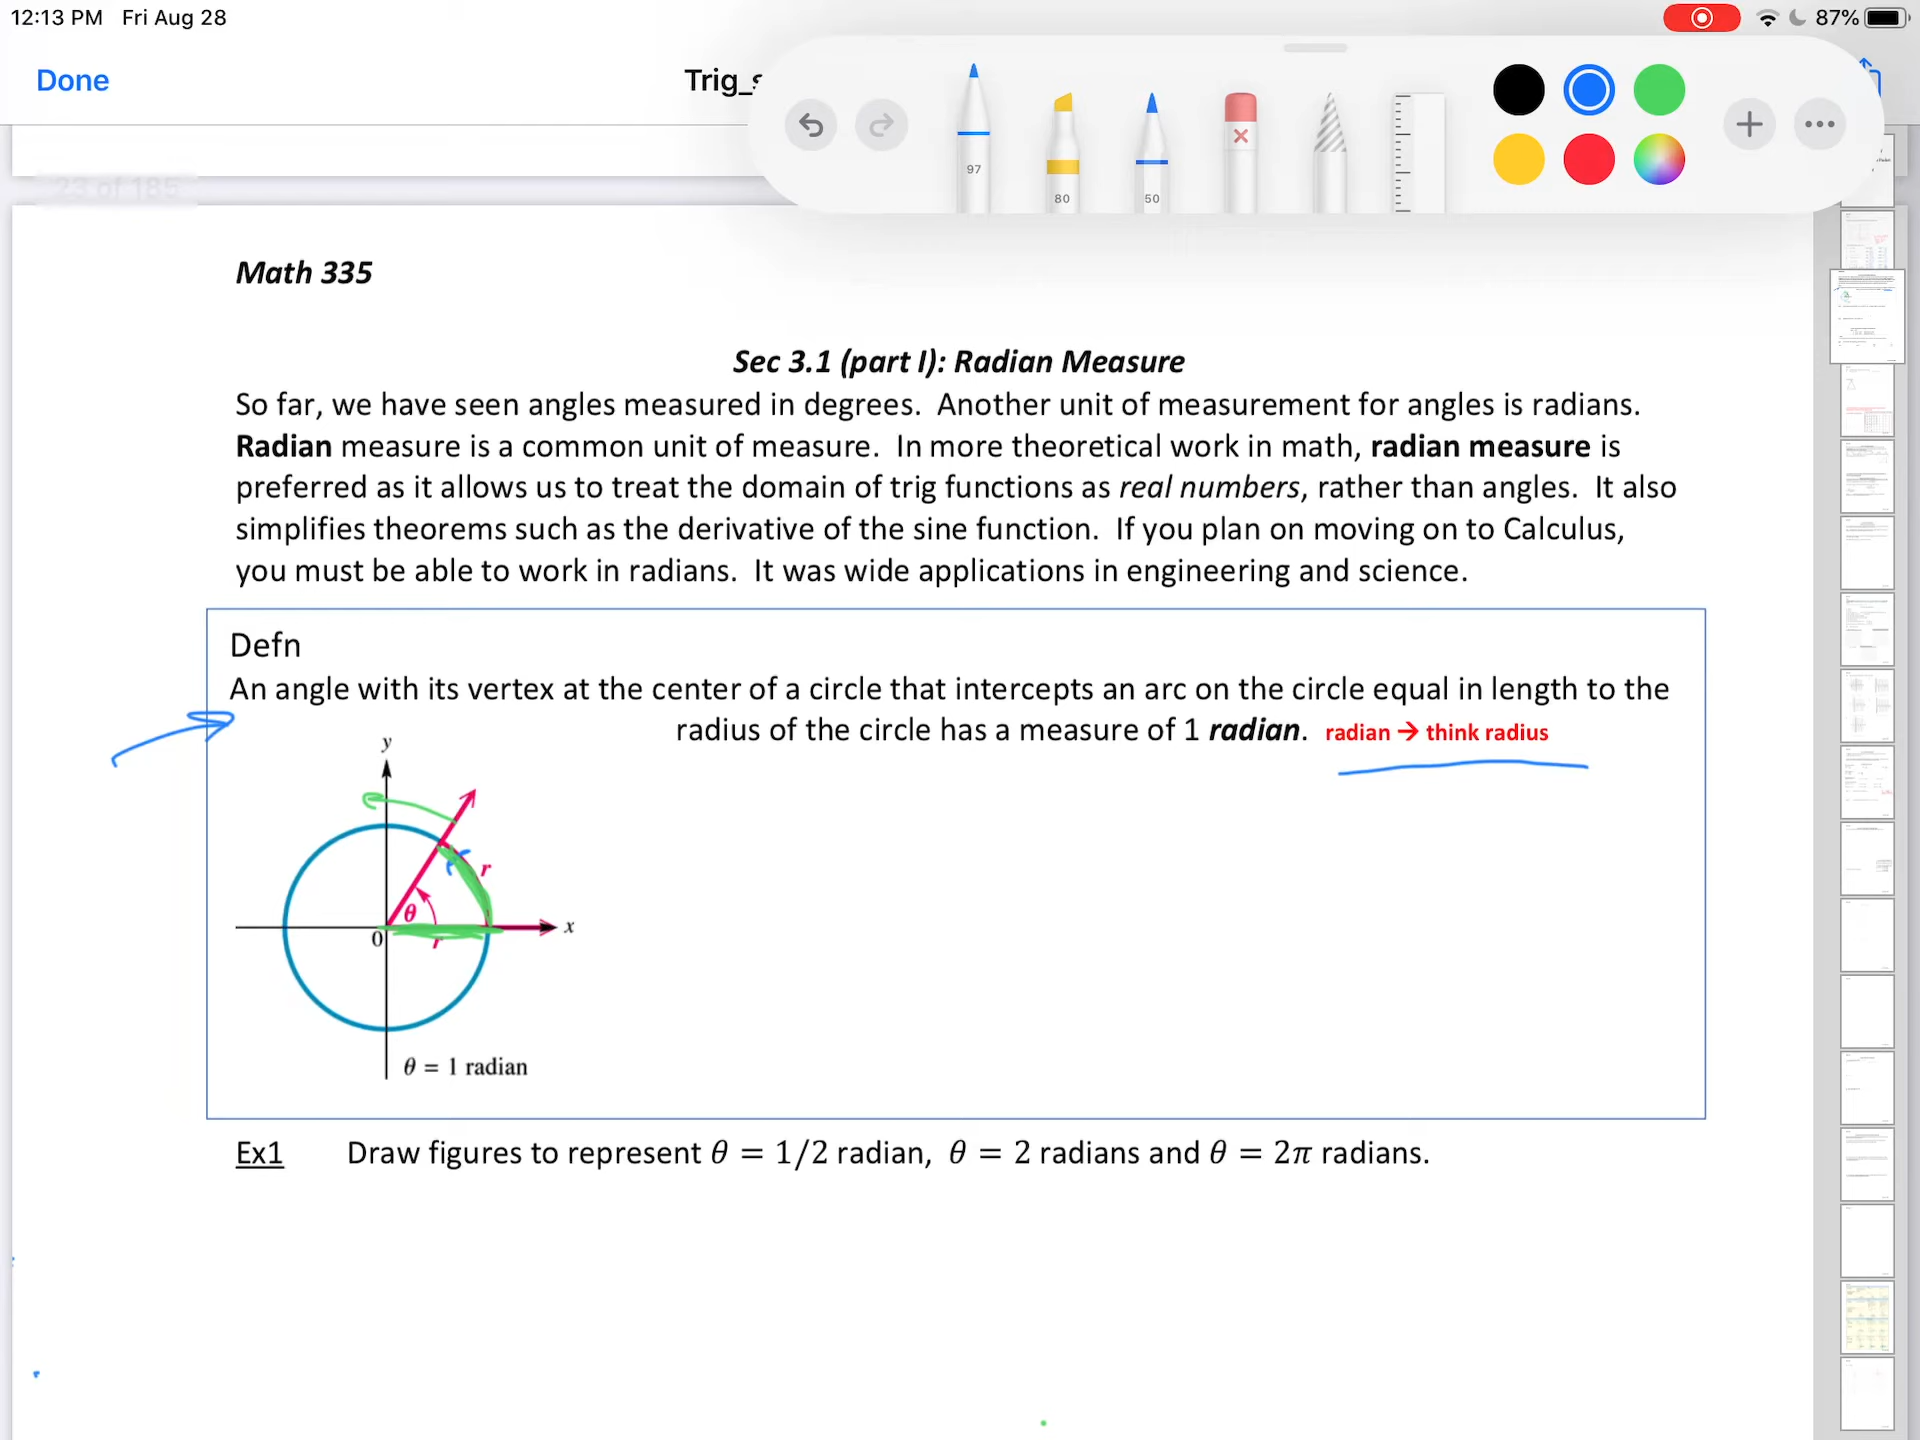 12:13 PM Fri Aug 28
87%
Done
Trig_s
97
80
50
23 of 185
Math 335
Sec 3.1 (part I): Radian Measure
So far, we have seen angles measured in degrees. Another unit of measurement for angles is radians.
Radian measure is a common unit of measure. In more theoretical work in math, radian measure is
preferred as it allows us to treat the domain of trig functions as real numbers, rather than angles. It also
simplifies theorems such as the derivative of the sine function. If you plan on moving on to Calculus,
you must be able to work in radians. It was wide applications in engineering and science.
Defn
An angle with its vertex at the center of a circle that intercepts an arc on the circle equal in length to the
radius of the circle has a measure of 1 radian. radian → think radius
y
r
θ
0
r
x
θ = 1 radian
Ex1 Draw figures to represent θ = 1/2 radian, θ = 2 radians and θ = 2π radians.